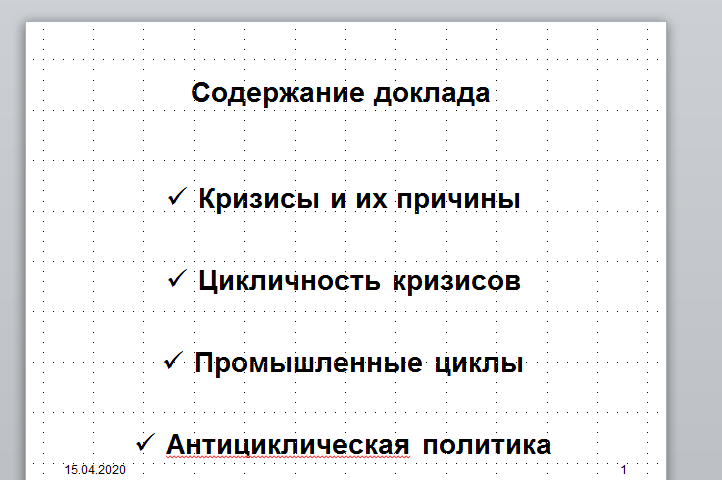 Содержание доклада
✓ Кризисы и их причины
✓ Цикличность кризисов
✓ Промышленные циклы
✓ Антициклическая политика
15.04.2020 1